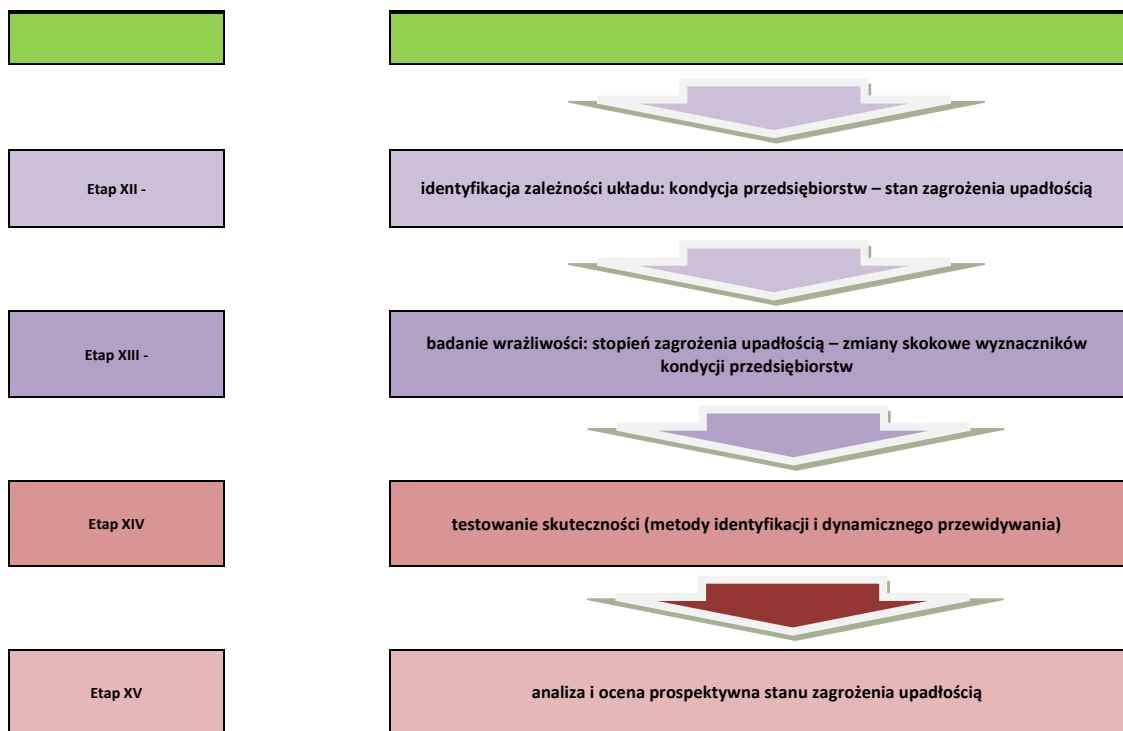 Etap XII -
identyfikacja zależności układu: kondycja przedsiębiorstw – stan zagrożenia upadłością
Etap XIII -
badanie wrażliwości: stopień zagrożenia upadłością – zmiany skokowe wyznaczników
kondycji przedsiębiorstw
Etap XIV
testowanie skuteczności (metody identyfikacji i dynamicznego przewidywania)
Etap XV
analiza i ocena prospektywna stanu zagrożenia upadłością